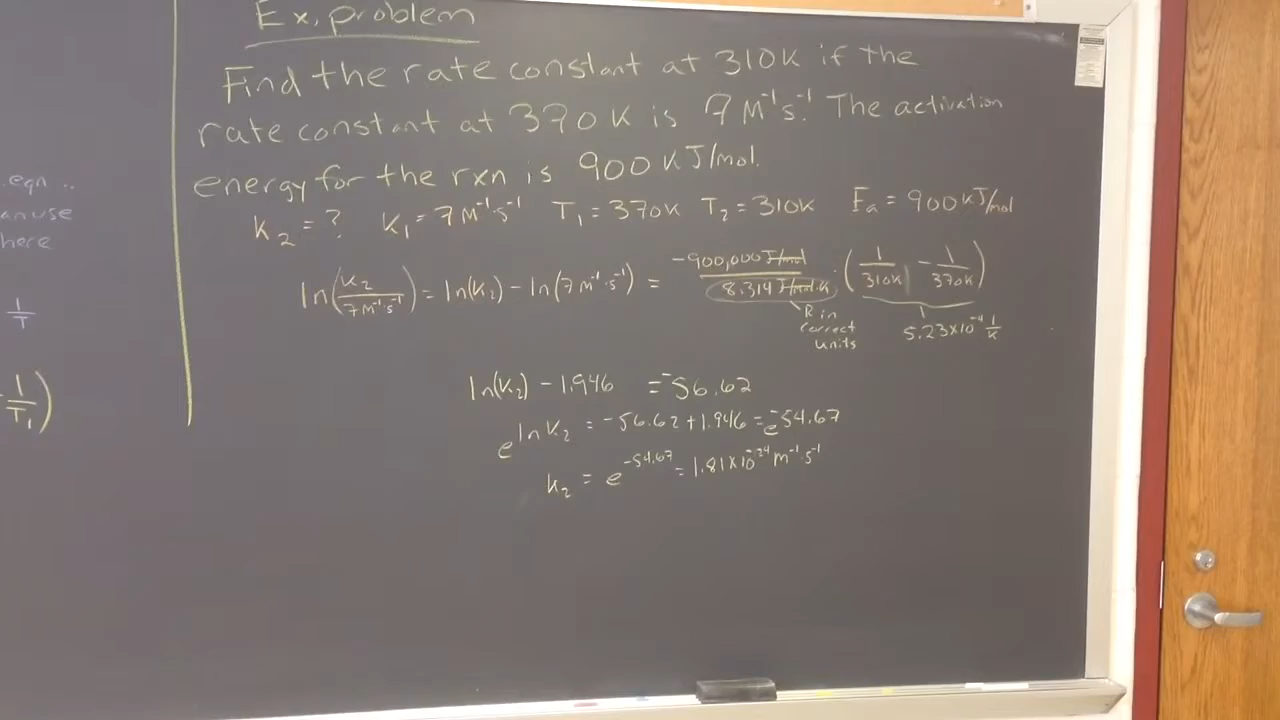 Ex. problem
Find the rate constant at 310K if the
rate constant at 370K is 7 M⁻¹s⁻¹. The activation
energy for the rxn is 900 kJ/mol.
k₂ = ? k₁ = 7 M⁻¹s⁻¹ T₁ = 370K T₂ = 310K Ea = 900 kJ/mol
ln(k₂/7M⁻¹·s⁻¹) = ln(k₂) - ln(7M⁻¹·s⁻¹) = -900,000 J/mol / 8.314 J/mol·K · (1/310K - 1/370K)
R in
correct
units
5.23×10⁻⁴ 1/K
ln(k₂) - 1.946 = -56.62
e^ln k₂ = -56.62 + 1.946 = e^-54.67
k₂ = e^-54.67 = 1.81×10⁻²⁴ m⁻¹·s⁻¹
eqn ..
an use
here
1/T
1/T₁)